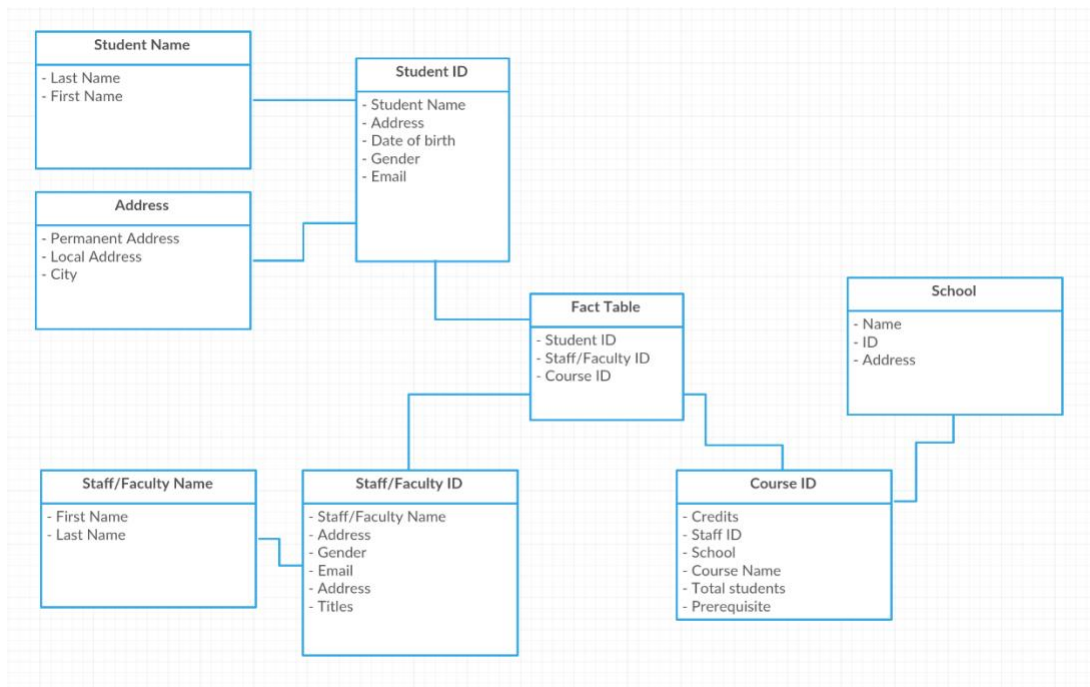 Student Name
- Last Name
- First Name
Student ID
- Student Name
- Address
- Date of birth
- Gender
- Email
Address
- Permanent Address
- Local Address
- City
Fact Table
- Student ID
- Staff/Faculty ID
- Course ID
School
- Name
- ID
- Address
Staff/Faculty Name
- First Name
- Last Name
Staff/Faculty ID
- Staff/Faculty Name
- Address
- Gender
- Email
- Address
- Titles
Course ID
- Credits
- Staff ID
- School
- Course Name
- Total students
- Prerequisite